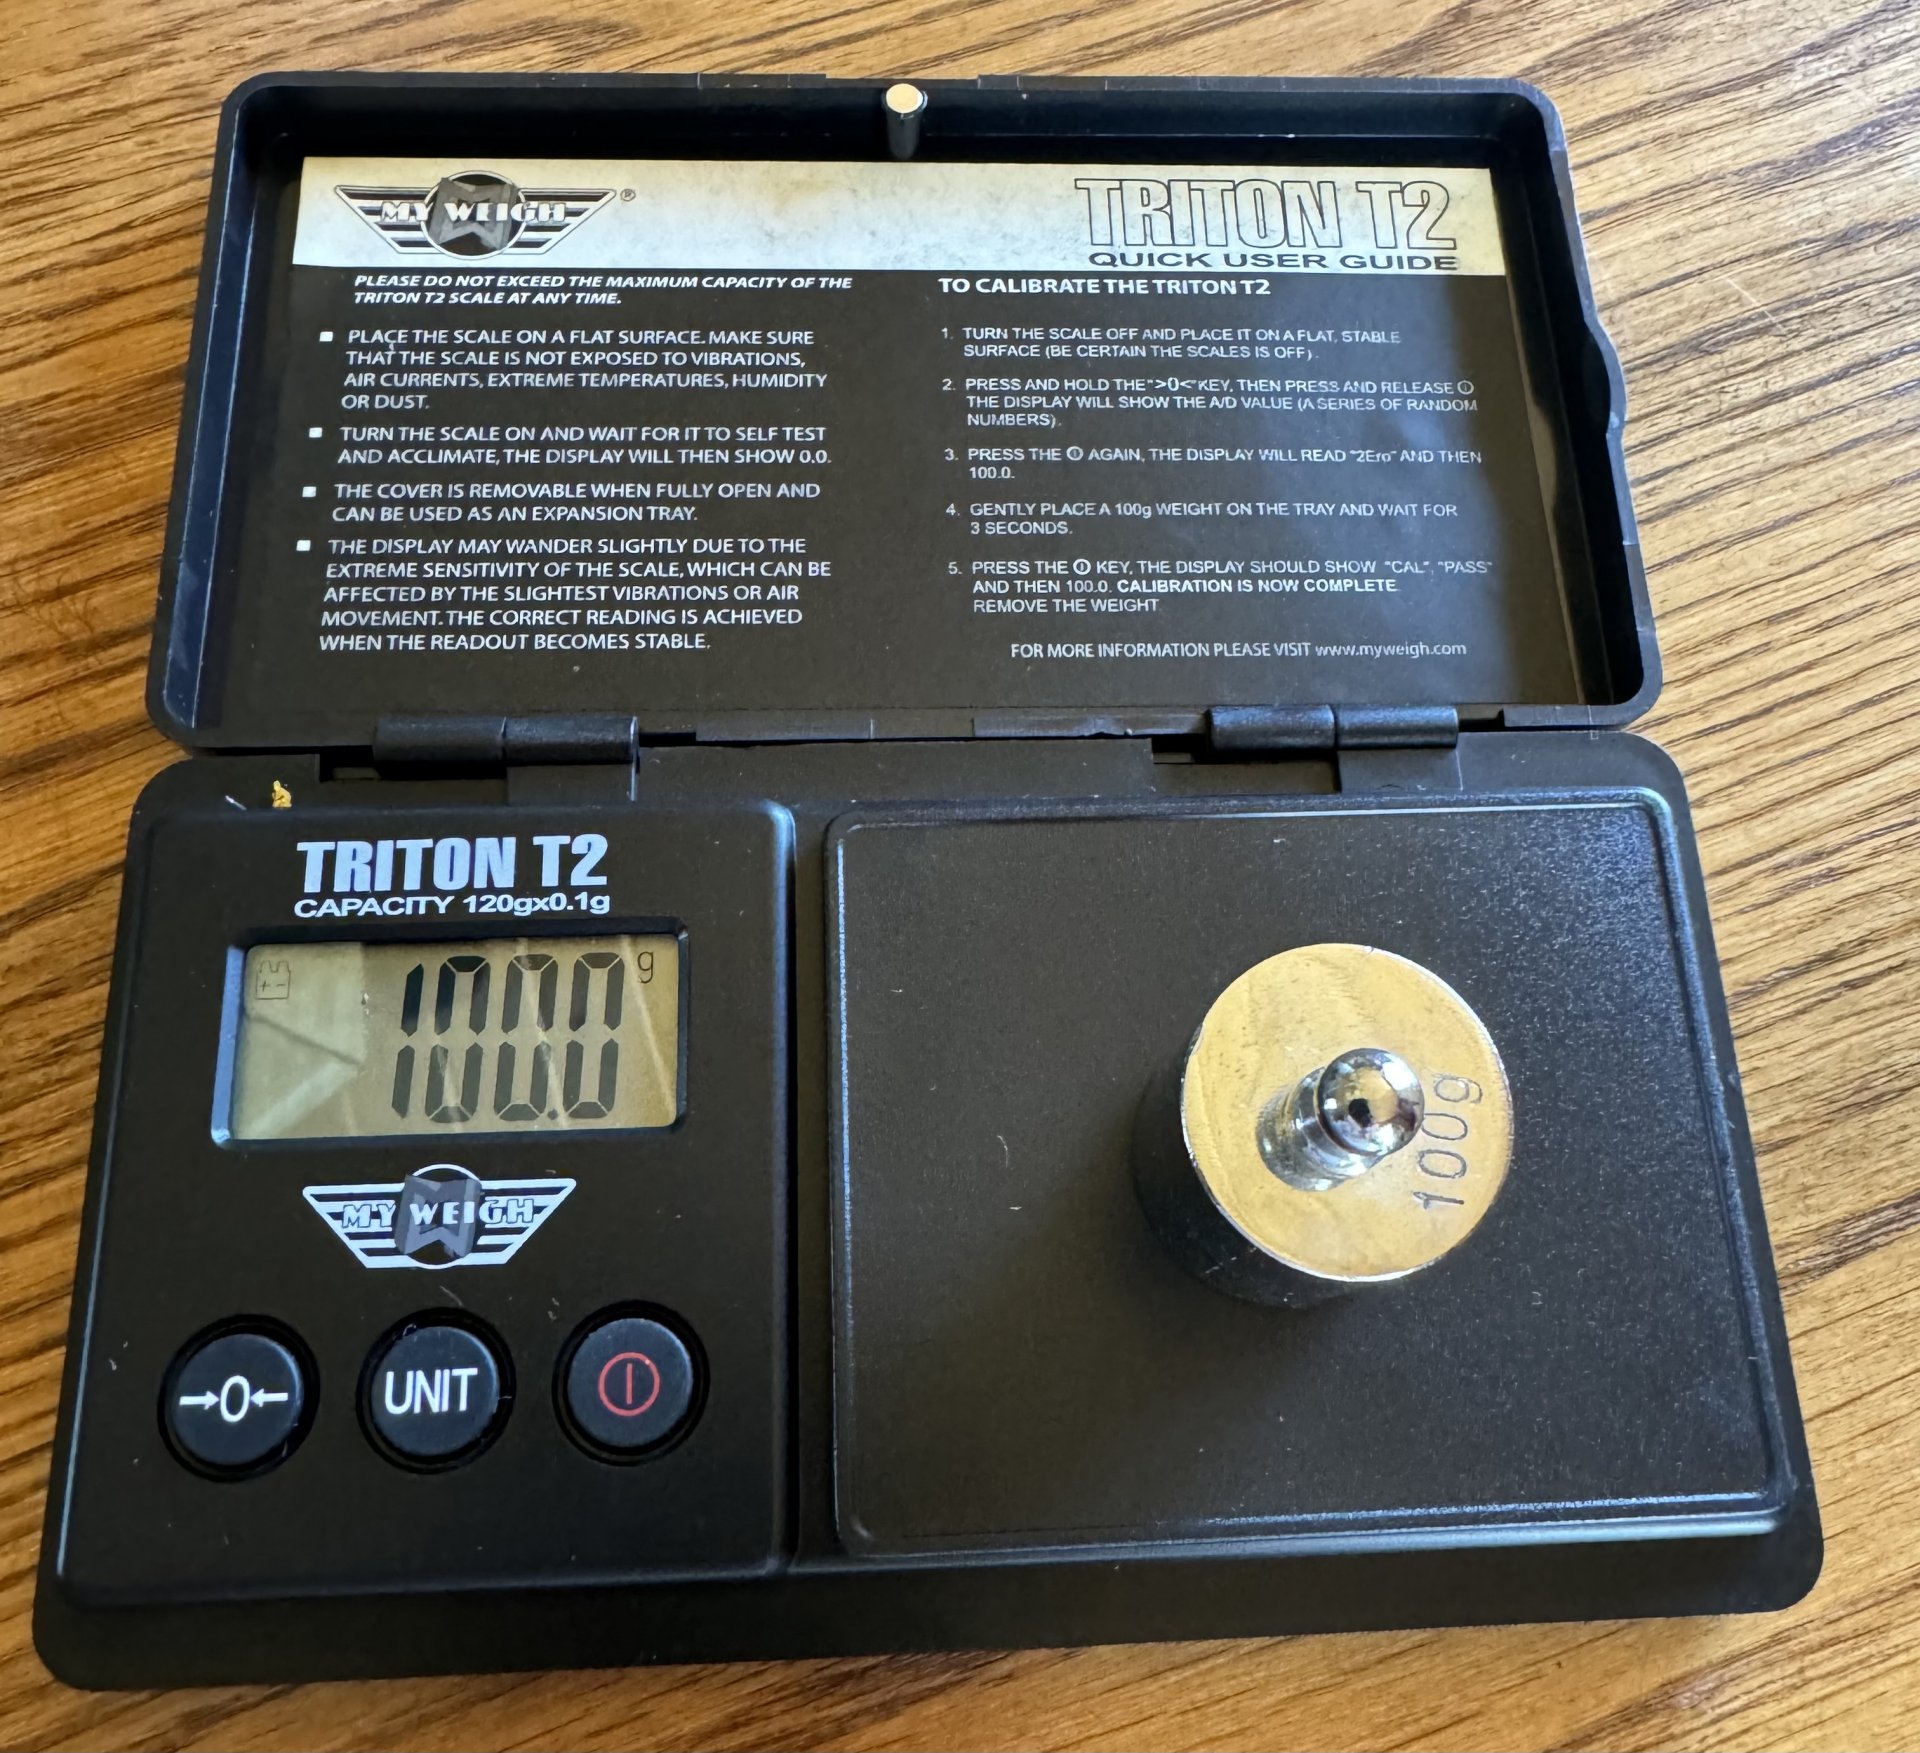 MY WEIGH ®
TRITON T2
QUICK USER GUIDE
PLEASE DO NOT EXCEED THE MAXIMUM CAPACITY OF THE
TRITON T2 SCALE AT ANY TIME.
PLACE THE SCALE ON A FLAT SURFACE. MAKE SURE
THAT THE SCALE IS NOT EXPOSED TO VIBRATIONS,
AIR CURRENTS, EXTREME TEMPERATURES, HUMIDITY
OR DUST.
TURN THE SCALE ON AND WAIT FOR IT TO SELF TEST
AND ACCLIMATE, THE DISPLAY WILL THEN SHOW 0.0.
THE COVER IS REMOVABLE WHEN FULLY OPEN AND
CAN BE USED AS AN EXPANSION TRAY.
THE DISPLAY MAY WANDER SLIGHTLY DUE TO THE
EXTREME SENSITIVITY OF THE SCALE, WHICH CAN BE
AFFECTED BY THE SLIGHTEST VIBRATIONS OR AIR
MOVEMENT. THE CORRECT READING IS ACHIEVED
WHEN THE READOUT BECOMES STABLE.
TO CALIBRATE THE TRITON T2
1. TURN THE SCALE OFF AND PLACE IT ON A FLAT, STABLE
SURFACE (BE CERTAIN THE SCALES IS OFF).
2. PRESS AND HOLD THE ">0<" KEY, THEN PRESS AND RELEASE
THE DISPLAY WILL SHOW THE A/D VALUE (A SERIES OF RANDOM
NUMBERS).
3. PRESS THE AGAIN, THE DISPLAY WILL READ "2Ero" AND THEN
100.0.
4. GENTLY PLACE A 100g WEIGHT ON THE TRAY AND WAIT FOR
3 SECONDS.
5. PRESS THE KEY, THE DISPLAY SHOULD SHOW "CAL", "PASS"
AND THEN 100.0. CALIBRATION IS NOW COMPLETE.
REMOVE THE WEIGHT.
FOR MORE INFORMATION PLEASE VISIT www.myweigh.com
TRITON T2
CAPACITY 120gx0.1g
100.0 g
MY WEIGH
→0←
UNIT
100g